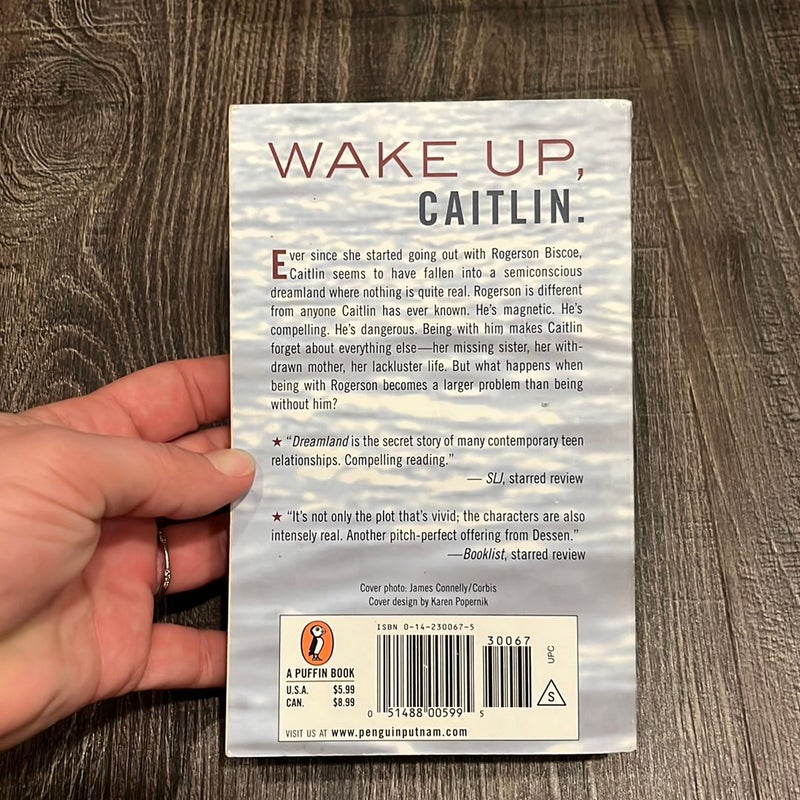 WAKE UP,
CAITLIN.
Ever since she started going out with Rogerson Biscoe,
Caitlin seems to have fallen into a semiconscious
dreamland where nothing is quite real. Rogerson is different
from anyone Caitlin has ever known. He's magnetic. He's
compelling. He's dangerous. Being with him makes Caitlin
forget about everything else—her missing sister, her with-
drawn mother, her lackluster life. But what happens when
being with Rogerson becomes a larger problem than being
without him?
★ "Dreamland is the secret story of many contemporary teen
relationships. Compelling reading."
— SLJ, starred review
★ "It's not only the plot that's vivid; the characters are also
intensely real. Another pitch-perfect offering from Dessen."
—Booklist, starred review
Cover photo: James Connelly/Corbis
Cover design by Karen Popernik
ISBN 0-14-230067-5
30067
UPC
S
A PUFFIN BOOK
U.S.A. $5.99
CAN. $8.99
0 51488 00599 5
VISIT US AT www.penguinputnam.com